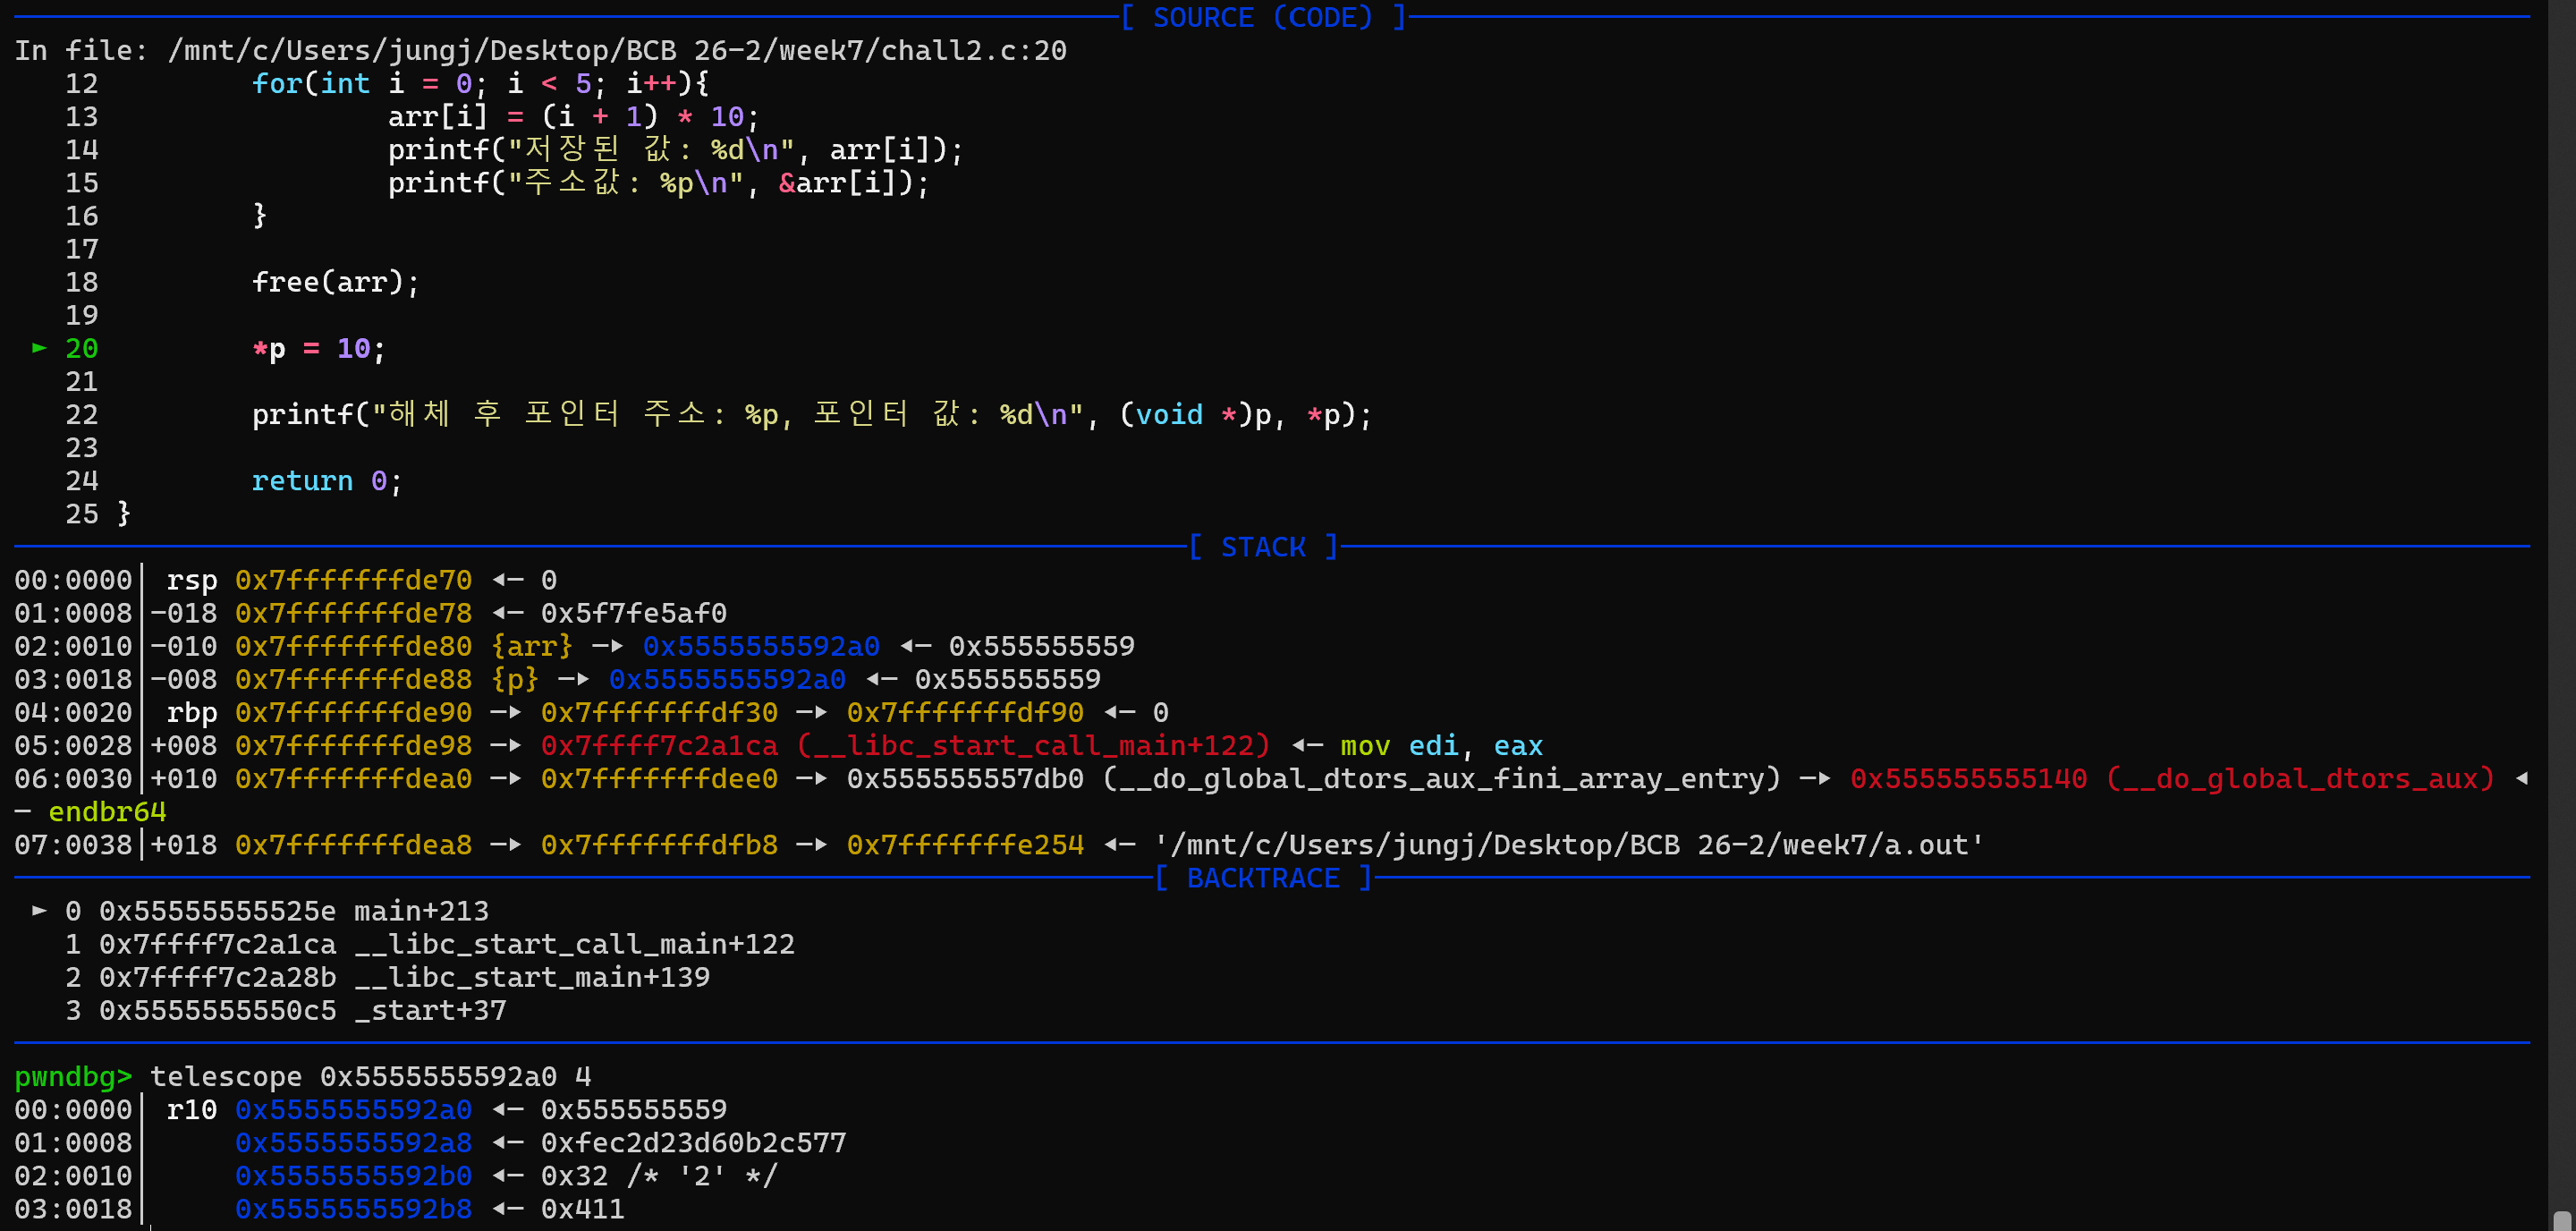 [ SOURCE (CODE) ]
In file: /mnt/c/Users/jungj/Desktop/BCB 26-2/week7/chall2.c:20
   12         for(int i = 0; i < 5; i++){
   13                 arr[i] = (i + 1) * 10;
   14                 printf("저장된 값: %d\n", arr[i]);
   15                 printf("주소값: %p\n", &arr[i]);
   16         }
   17
   18         free(arr);
   19
 ► 20         *p = 10;
   21
   22         printf("해체 후 포인터 주소: %p, 포인터 값: %d\n", (void *)p, *p);
   23
   24         return 0;
   25 }
[ STACK ]
00:0000│ rsp 0x7fffffffde70 ◂— 0
01:0008│-018 0x7fffffffde78 ◂— 0x5f7fe5af0
02:0010│-010 0x7fffffffde80 {arr} —▸ 0x5555555592a0 ◂— 0x555555559
03:0018│-008 0x7fffffffde88 {p} —▸ 0x5555555592a0 ◂— 0x555555559
04:0020│ rbp 0x7fffffffde90 —▸ 0x7fffffffdf30 —▸ 0x7fffffffdf90 ◂— 0
05:0028│+008 0x7fffffffde98 —▸ 0x7ffff7c2a1ca (__libc_start_call_main+122) ◂— mov edi, eax
06:0030│+010 0x7fffffffdea0 —▸ 0x7fffffffdee0 —▸ 0x555555557db0 (__do_global_dtors_aux_fini_array_entry) —▸ 0x555555555140 (__do_global_dtors_aux) ◂
— endbr64
07:0038│+018 0x7fffffffdea8 —▸ 0x7fffffffdfb8 —▸ 0x7fffffffe254 ◂— '/mnt/c/Users/jungj/Desktop/BCB 26-2/week7/a.out'
[ BACKTRACE ]
 ► 0 0x55555555525e main+213
   1 0x7ffff7c2a1ca __libc_start_call_main+122
   2 0x7ffff7c2a28b __libc_start_main+139
   3 0x5555555550c5 _start+37
pwndbg> telescope 0x5555555592a0 4
00:0000│ r10 0x5555555592a0 ◂— 0x555555559
01:0008│     0x5555555592a8 ◂— 0xfec2d23d60b2c577
02:0010│     0x5555555592b0 ◂— 0x32 /* '2' */
03:0018│     0x5555555592b8 ◂— 0x411